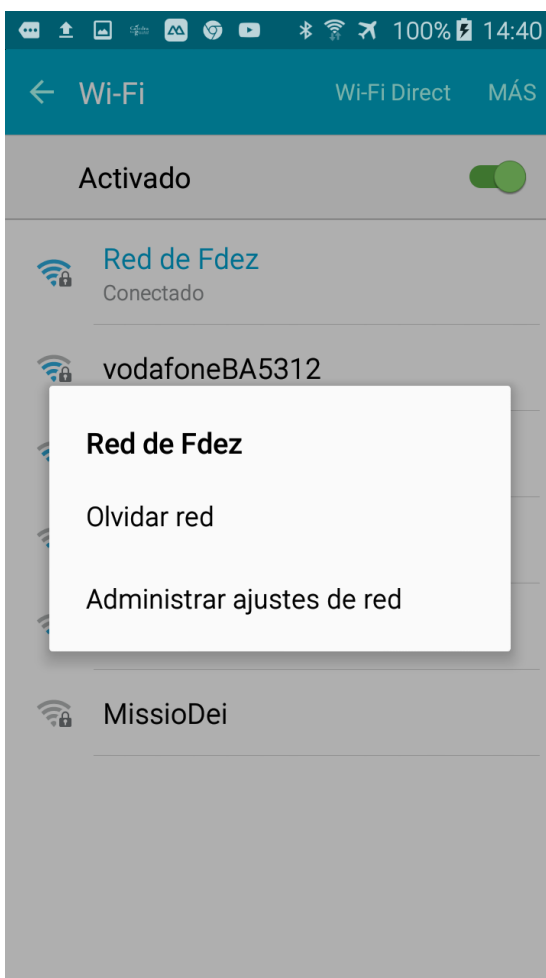 100% 14:40
Wi-Fi Wi-Fi Direct MÁS
Activado
Red de Fdez
Conectado
vodafoneBA5312
Red de Fdez
Olvidar red
Administrar ajustes de red
MissioDei